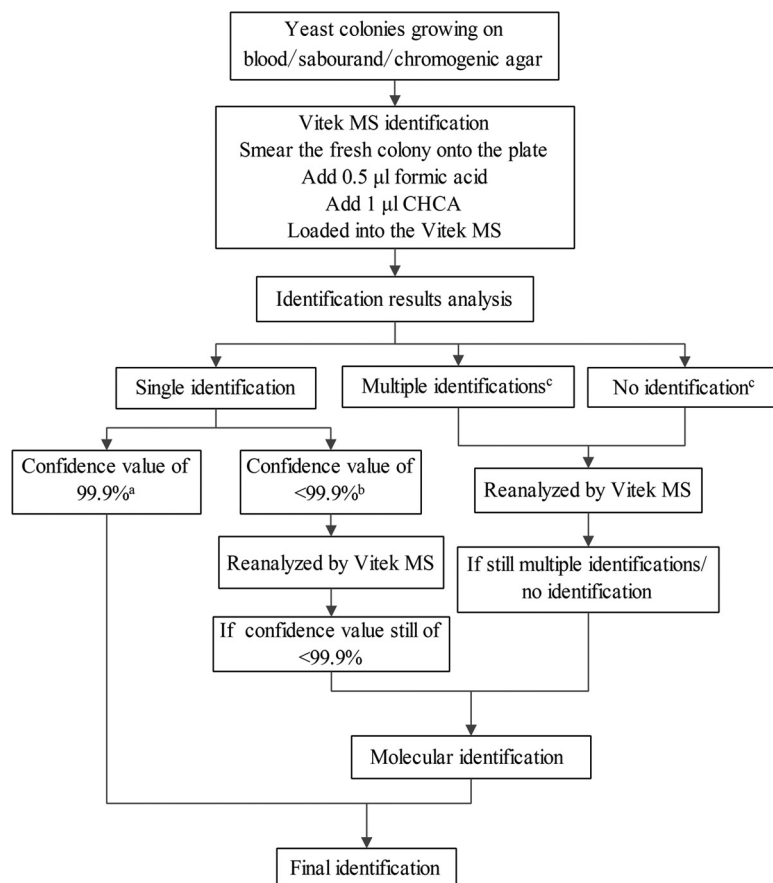 Yeast colonies growing on
blood/sabourand/chromogenic agar
Vitek MS identification
Smear the fresh colony onto the plate
Add 0.5 μl formic acid
Add 1 μl CHCA
Loaded into the Vitek MS
Identification results analysis
Single identification
Multiple identificationsᶜ
No identificationᶜ
Confidence value of
99.9%ᵃ
Confidence value of
<99.9%ᵇ
Reanalyzed by Vitek MS
Reanalyzed by Vitek MS
If still multiple identifications/
no identification
If confidence value still of
<99.9%
Molecular identification
Final identification